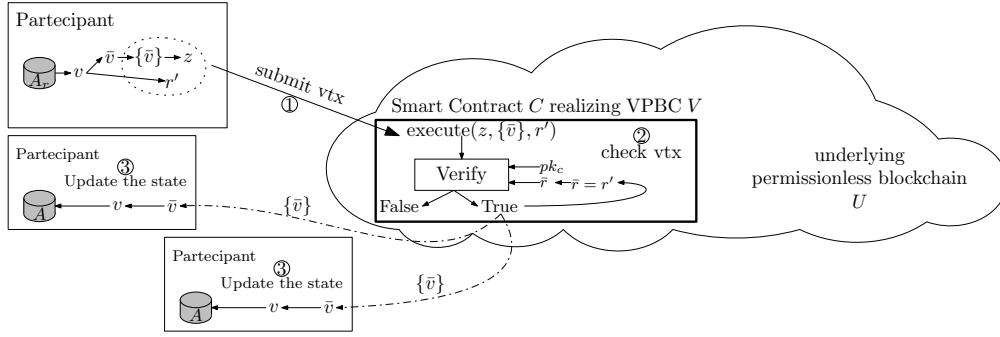 Partecipant
A_r v v̄ {v̄} z
r′
submit vtx
①
Smart Contract C realizing VPBC V
execute(z, {v̄}, r′)
②
check vtx
Verify
pk_c
r̄ r̄ = r′
False True
underlying
permissionless blockchain
U
Partecipant
③
Update the state
A v v̄
{v̄}
Partecipant
③
Update the state
A v v̄
{v̄}